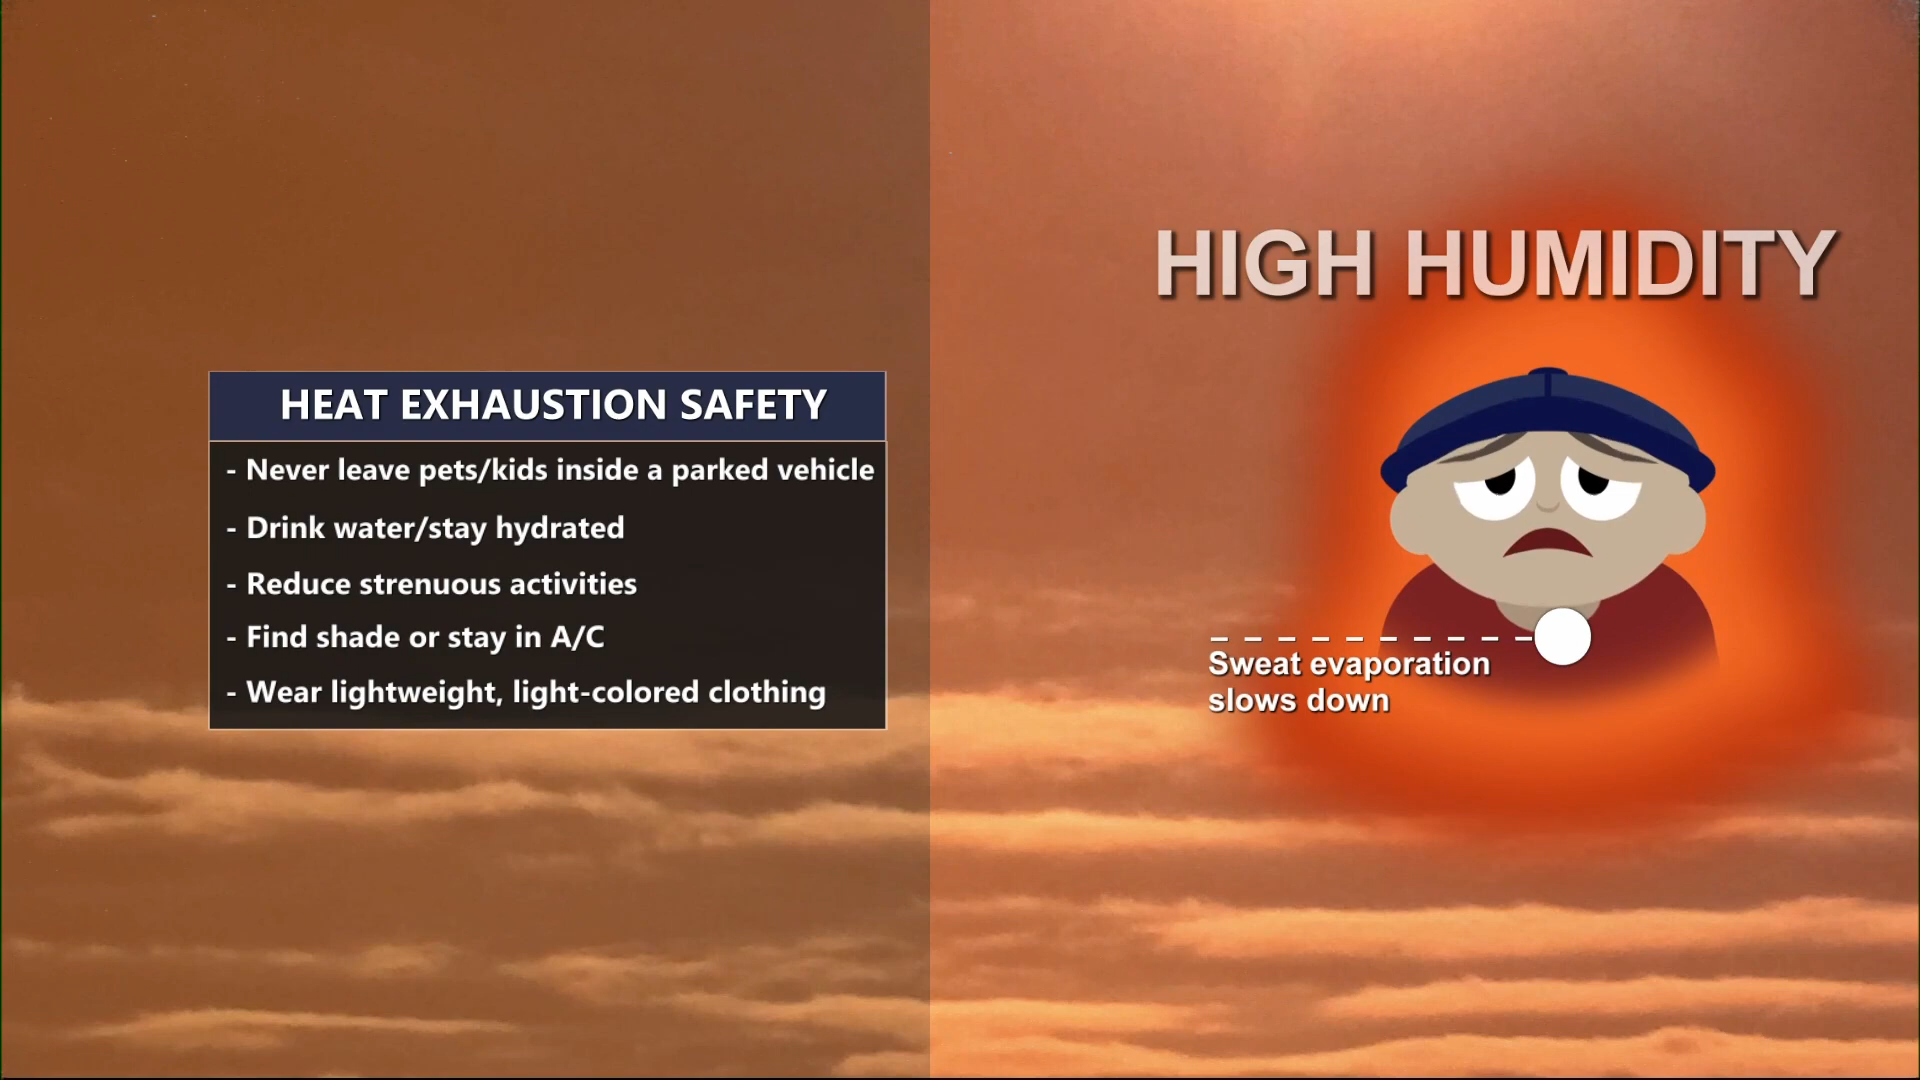 HEAT EXHAUSTION SAFETY
- Never leave pets/kids inside a parked vehicle
- Drink water/stay hydrated
- Reduce strenuous activities
- Find shade or stay in A/C
- Wear lightweight, light-colored clothing
HIGH HUMIDITY
Sweat evaporation
slows down